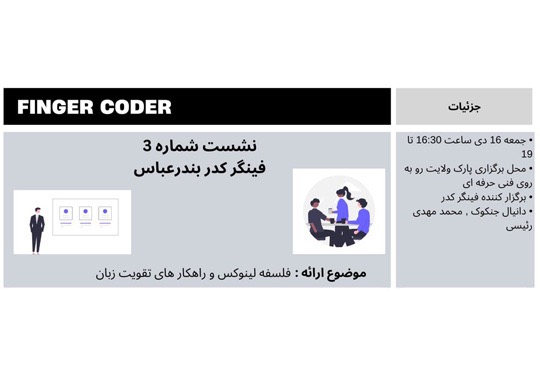 FINGER CODER
جزئیات
نشست شماره 3
فینگر کدر بندرعباس
موضوع ارائه : فلسفه لینوکس و راهکار های تقویت زبان
• جمعه 16 دی ساعت 16:30 تا
19
• محل برگزاری پارک ولایت رو به
روی فنی حرفه ای
• برگزار کننده فینگر کدر
• دانیال جنکوک , محمد مهدی
رئیسی